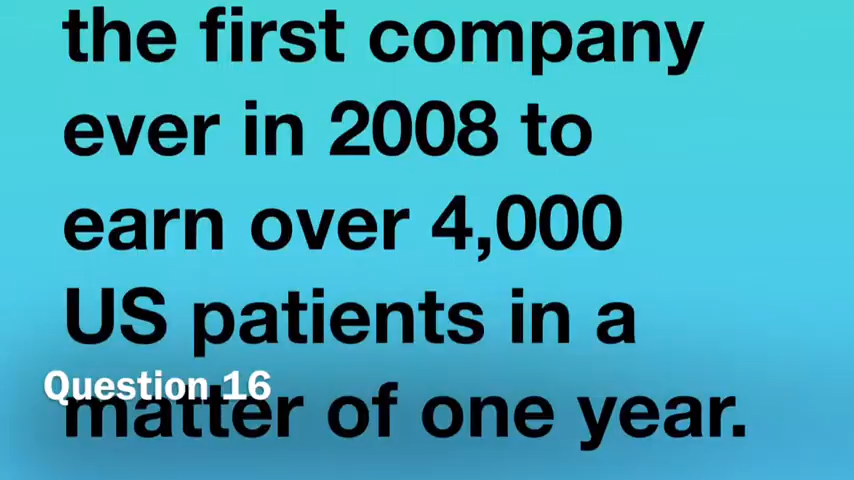 the first company
ever in 2008 to
earn over 4,000
US patients in a
Question 16
matter of one year.